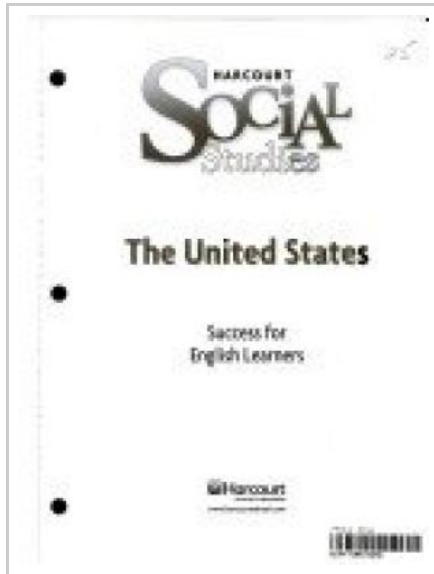 HARCOURT
SOCIAL
Studies
The United States
Success for
English Learners
Harcourt